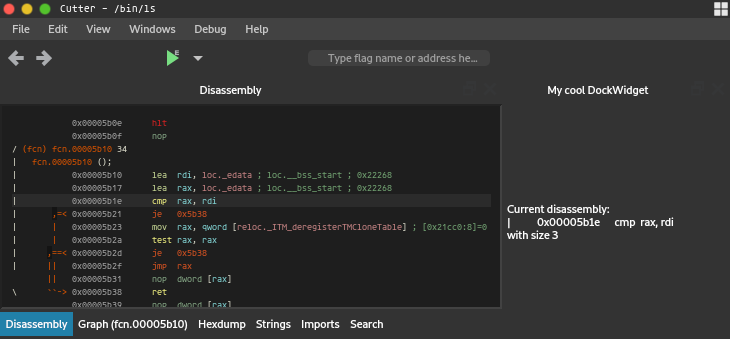 Cutter – /bin/ls
File Edit View Windows Debug Help
E
Type flag name or address he...
Disassembly
My cool DockWidget
0x00005b0e hlt
0x00005b0f nop
/ (fcn) fcn.00005b10 34
| fcn.00005b10 ();
| 0x00005b10 lea rdi, loc._edata ; loc.__bss_start ; 0x22268
| 0x00005b17 lea rax, loc._edata ; loc.__bss_start ; 0x22268
| 0x00005b1e cmp rax, rdi
| ,=< 0x00005b21 je 0x5b38
| | 0x00005b23 mov rax, qword [reloc._ITM_deregisterTMCloneTable] ; [0x21cc0:8]=0
| | 0x00005b2a test rax, rax
| ,==< 0x00005b2d je 0x5b38
| || 0x00005b2f jmp rax
|| 0x00005b31 nop dword [rax]
\ ``-> 0x00005b38 ret
0x00005b39 nop dword [rax]
Current disassembly:
| 0x00005b1e cmp rax, rdi
with size 3
Disassembly Graph (fcn.00005b10) Hexdump Strings Imports Search